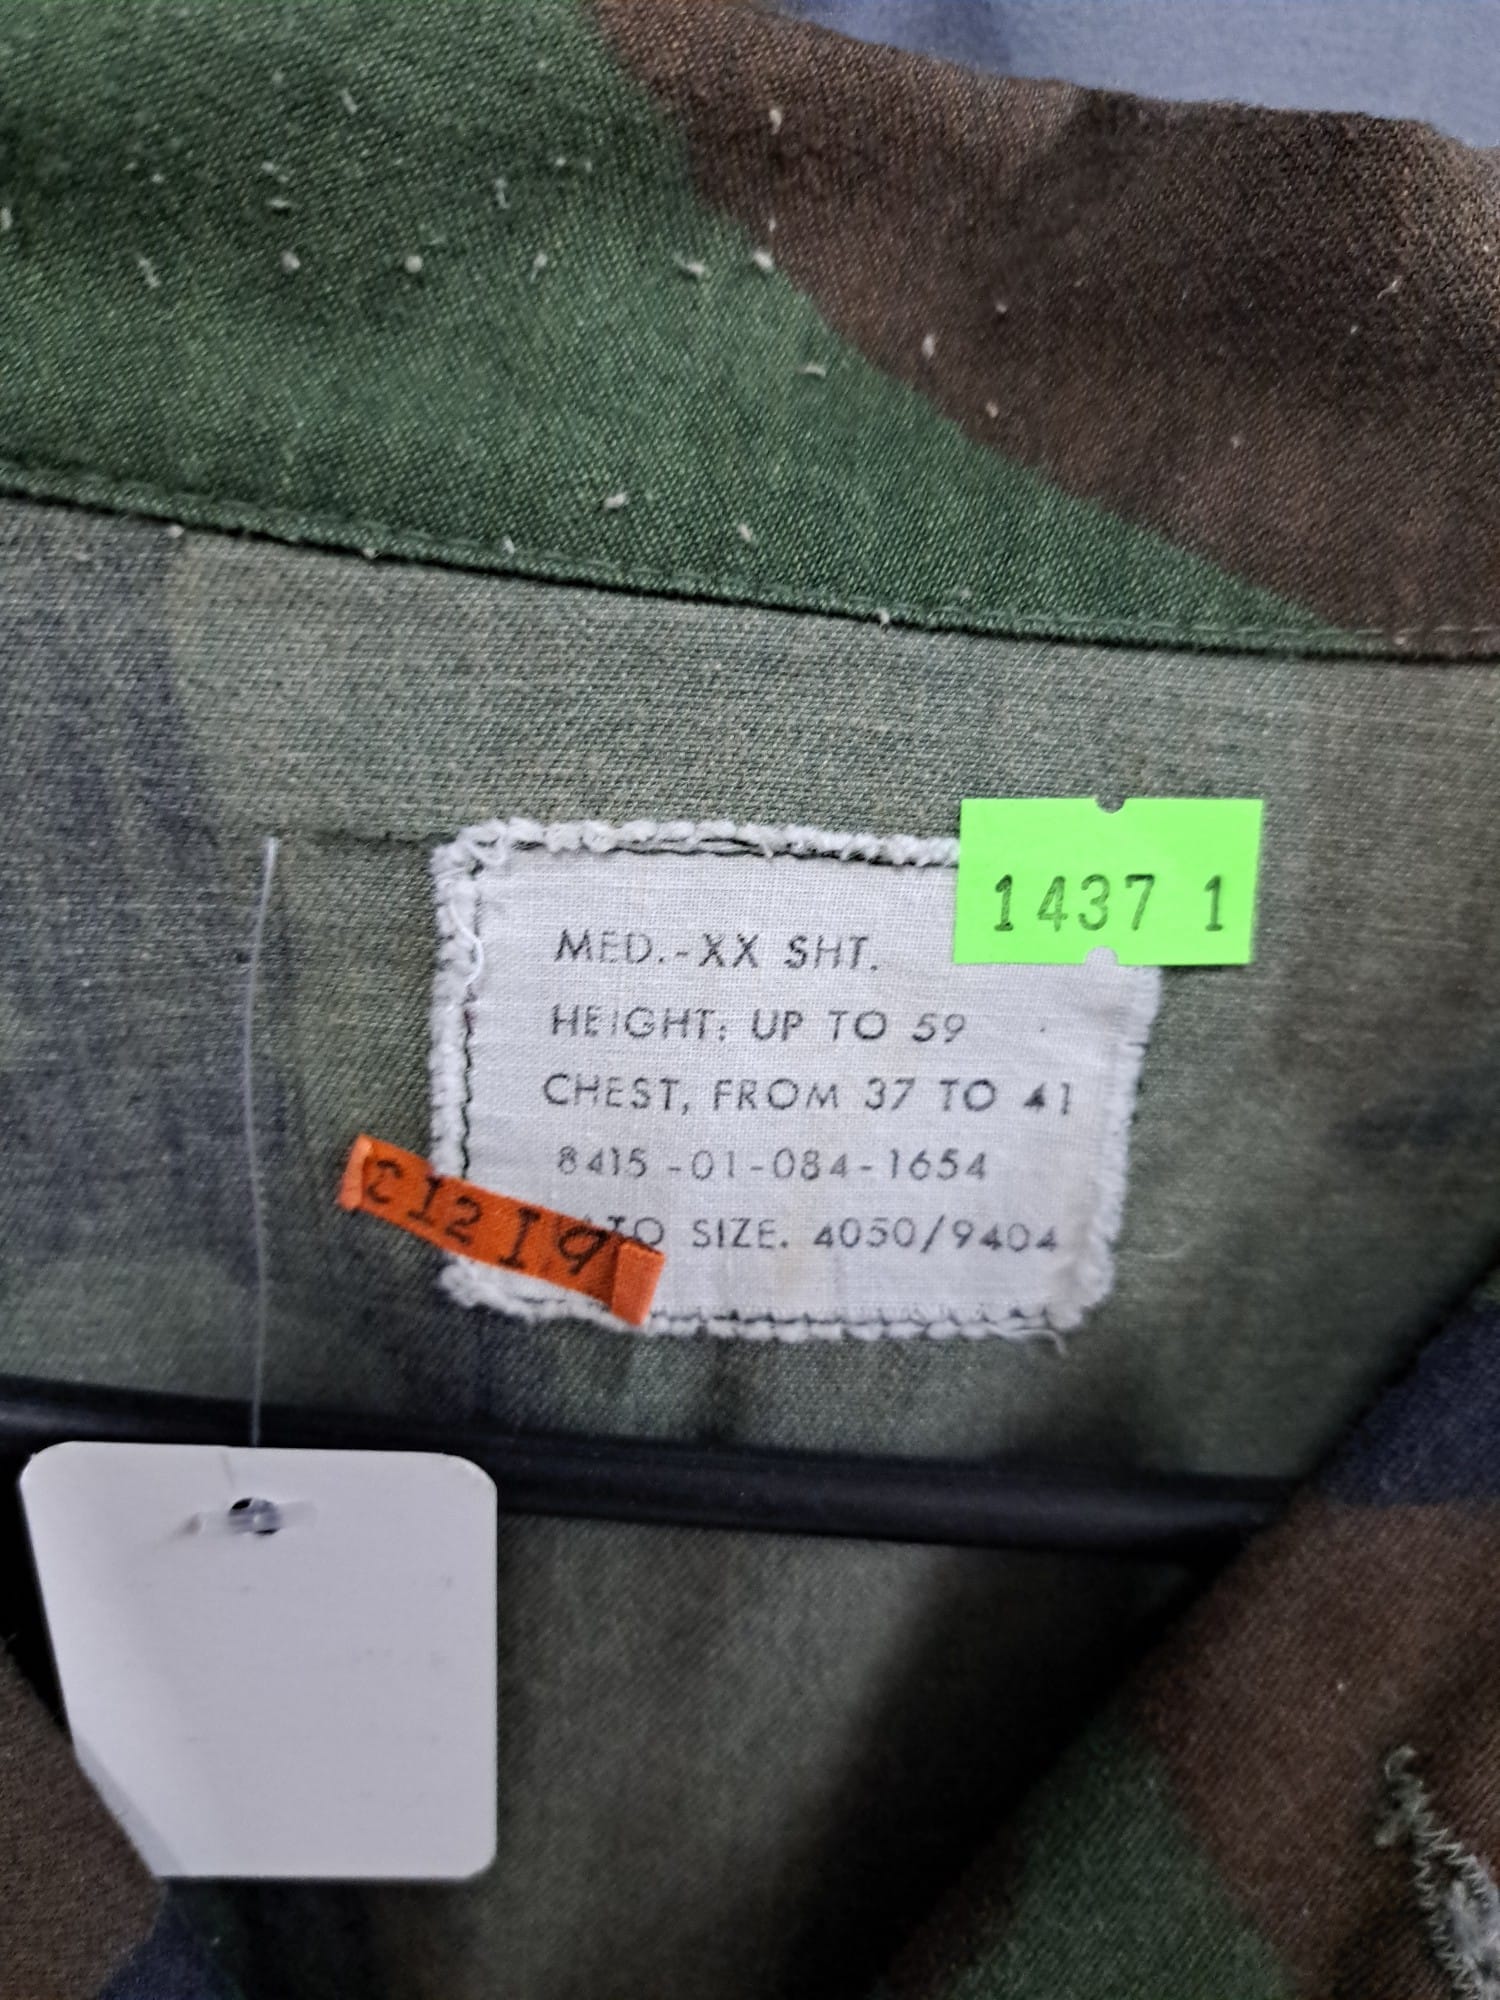 1437 1
MED.-XX SHT.
HEIGHT: UP TO 59
CHEST, FROM 37 TO 41
8415-01-084-1654
SIZE. 4050/9404
C1219